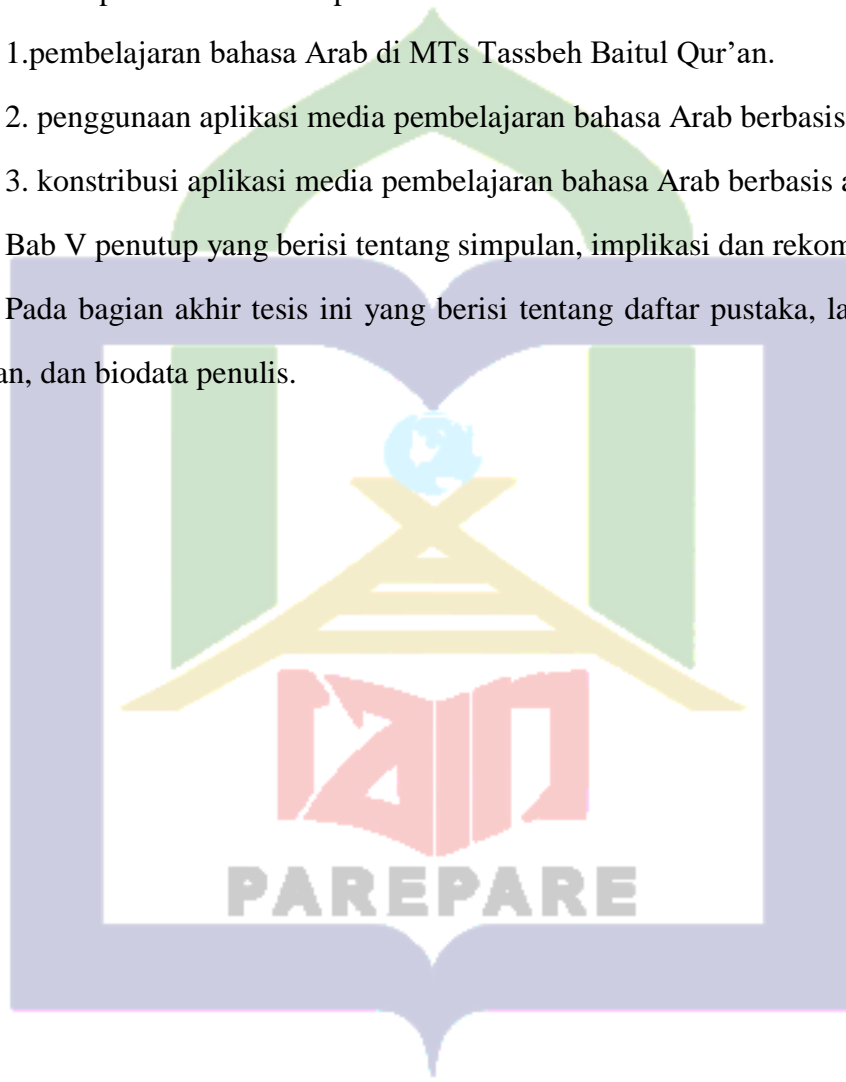 1.pembelajaran bahasa Arab di MTs Tassbeh Baitul Qur’an.
2. penggunaan aplikasi media pembelajaran bahasa Arab berbasis
3. konstribusi aplikasi media pembelajaran bahasa Arab berbasis a
Bab V penutup yang berisi tentang simpulan, implikasi dan rekom
Pada bagian akhir tesis ini yang berisi tentang daftar pustaka, la
an, dan biodata penulis.
iain
PAREPARE